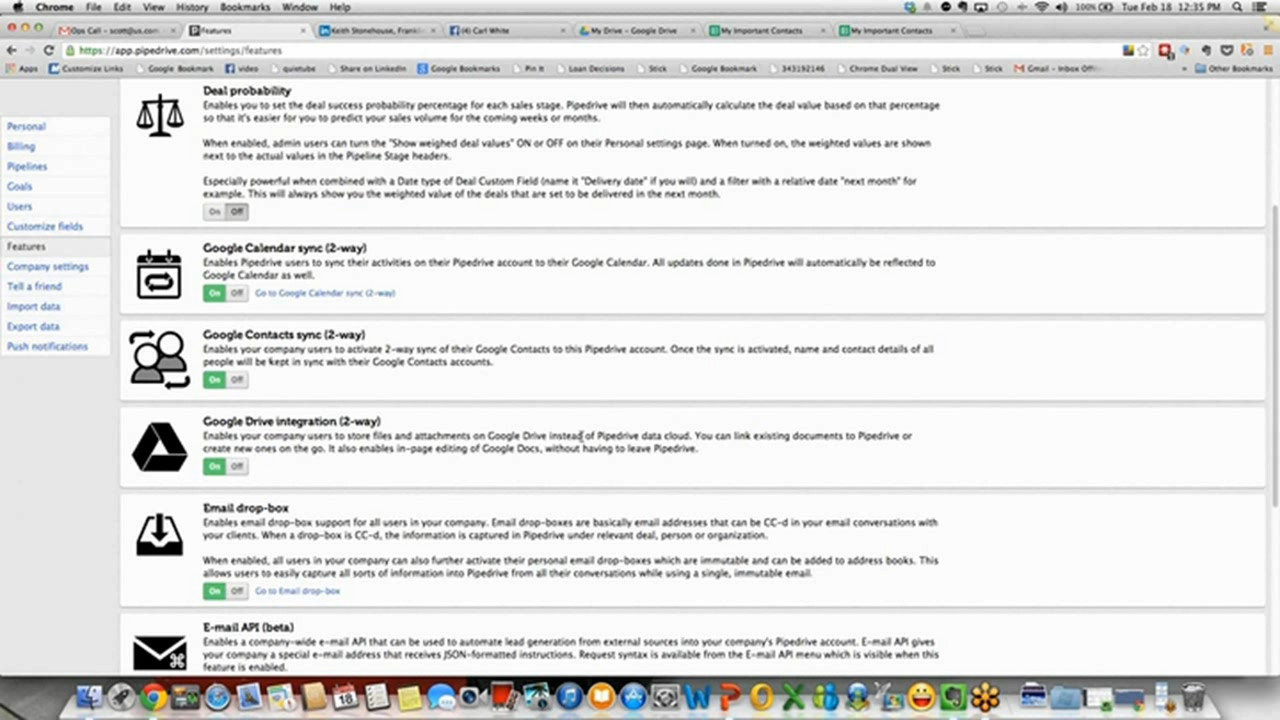 Chrome File Edit View History Bookmarks Window Help 100% Tue Feb 18 12:35 PM
Ops Call – scott@us.com Features Keith Stonehouse, Frankli (4) Carl White My Drive – Google Drive My Important Contacts My Important Contacts
https://app.pipedrive.com/settings/features
Apps Customize Links Google Bookmark video quietube Share on LinkedIn Google Bookmarks Pin It Loan Decisions Stick Google Bookmark 343192146 Chrome Dual View Stick Stick Gmail - Inbox Other Bookmarks
Personal
Billing
Pipelines
Goals
Users
Customize fields
Features
Company settings
Tell a friend
Import data
Export data
Push notifications
Deal probability
Enables you to set the deal success probability percentage for each sales stage. Pipedrive will then automatically calculate the deal value based on that percentage
so that it's easier for you to predict your sales volume for the coming weeks or months.
When enabled, admin users can turn the "Show weighed deal values" ON or OFF on their Personal settings page. When turned on, the weighted values are shown
next to the actual values in the Pipeline Stage headers.
Especially powerful when combined with a Date type of Deal Custom Field (name it "Delivery date" if you will) and a filter with a relative date "next month" for
example. This will always show you the weighted value of the deals that are set to be delivered in the next month.
On Off
Google Calendar sync (2-way)
Enables Pipedrive users to sync their activities on their Pipedrive account to their Google Calendar. All updates done in Pipedrive will automatically be reflected to
Google Calendar as well.
On Off Go to Google Calendar sync (2-way)
Google Contacts sync (2-way)
Enables your company users to activate 2-way sync of their Google Contacts to this Pipedrive account. Once the sync is activated, name and contact details of all
people will be kept in sync with their Google Contacts accounts.
On Off
Google Drive integration (2-way)
Enables your company users to store files and attachments on Google Drive instead of Pipedrive data cloud. You can link existing documents to Pipedrive or
create new ones on the go. It also enables in-page editing of Google Docs, without having to leave Pipedrive.
On Off
Email drop-box
Enables email drop-box support for all users in your company. Email drop-boxes are basically email addresses that can be CC-d in your email conversations with
your clients. When a drop-box is CC-d, the information is captured in Pipedrive under relevant deal, person or organization.
When enabled, all users in your company can also further activate their personal email drop-boxes which are immutable and can be added to address books. This
allows users to easily capture all sorts of information into Pipedrive from all their conversations while using a single, immutable email.
On Off Go to Email drop-box
E-mail API (beta)
Enables a company-wide e-mail API that can be used to automate lead generation from external sources into your company's Pipedrive account. E-mail API gives
your company a special e-mail address that receives JSON-formatted instructions. Request syntax is available from the E-mail API menu which is visible when this
feature is enabled.
18